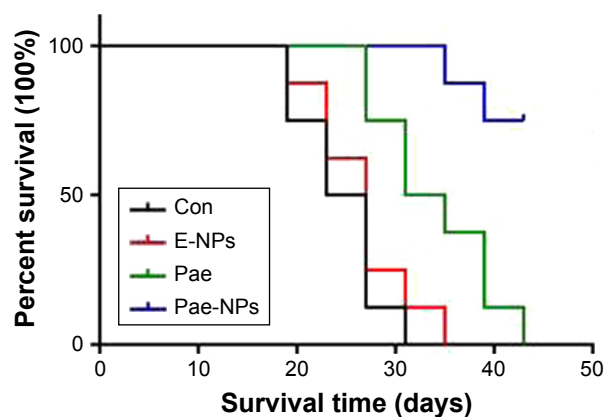 Percent survival (100%)
100
50
0
Con
E-NPs
Pae
Pae-NPs
0 10 20 30 40 50
Survival time (days)